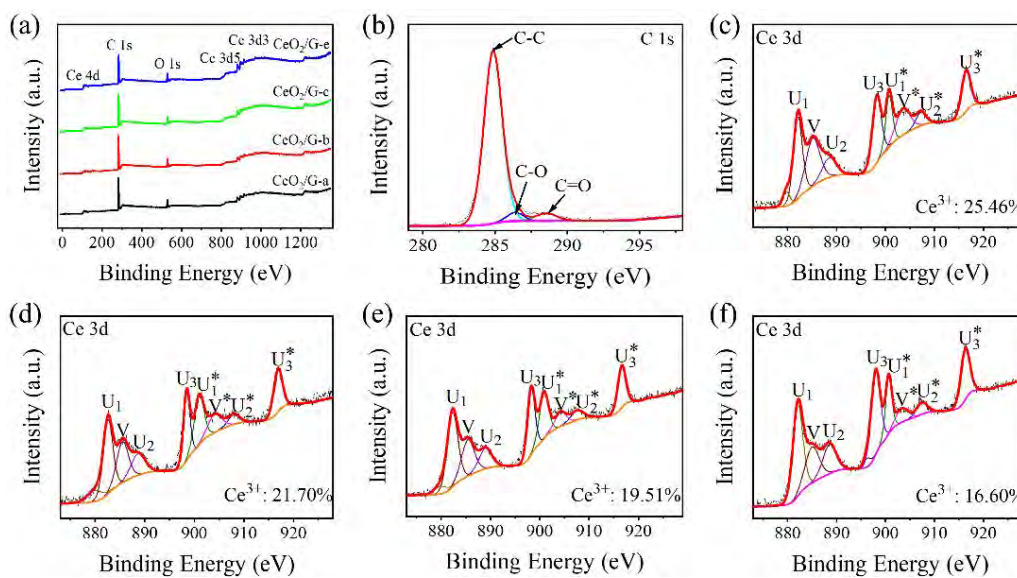 (a)
Intensity (a.u.)
C 1s
Ce 4d
O 1s
Ce 3d5
Ce 3d3
CeO2/G-e
CeO2/G-c
CeO2/G-b
CeO2/G-a
0 200 400 600 800 1000 1200
Binding Energy (eV)
(b)
C 1s
Intensity (a.u.)
C-C
C-O
C=O
280 285 290 295
Binding Energy (eV)
(c)
Ce 3d
Intensity (a.u.)
U1 V U2 U3 U1* V* U2* U3*
Ce3+: 25.46%
880 890 900 910 920
Binding Energy (eV)
(d)
Ce 3d
Intensity (a.u.)
U1 V U2 U3 U1* V* U2* U3*
Ce3+: 21.70%
880 890 900 910 920
Binding Energy (eV)
(e)
Ce 3d
Intensity (a.u.)
U1 V U2 U3 U1* V* U2* U3*
Ce3+: 19.51%
880 890 900 910 920
Binding Energy (eV)
(f)
Ce 3d
Intensity (a.u.)
U1 V U2 U3 U1* V* U2* U3*
Ce3+: 16.60%
880 890 900 910 920
Binding Energy (eV)